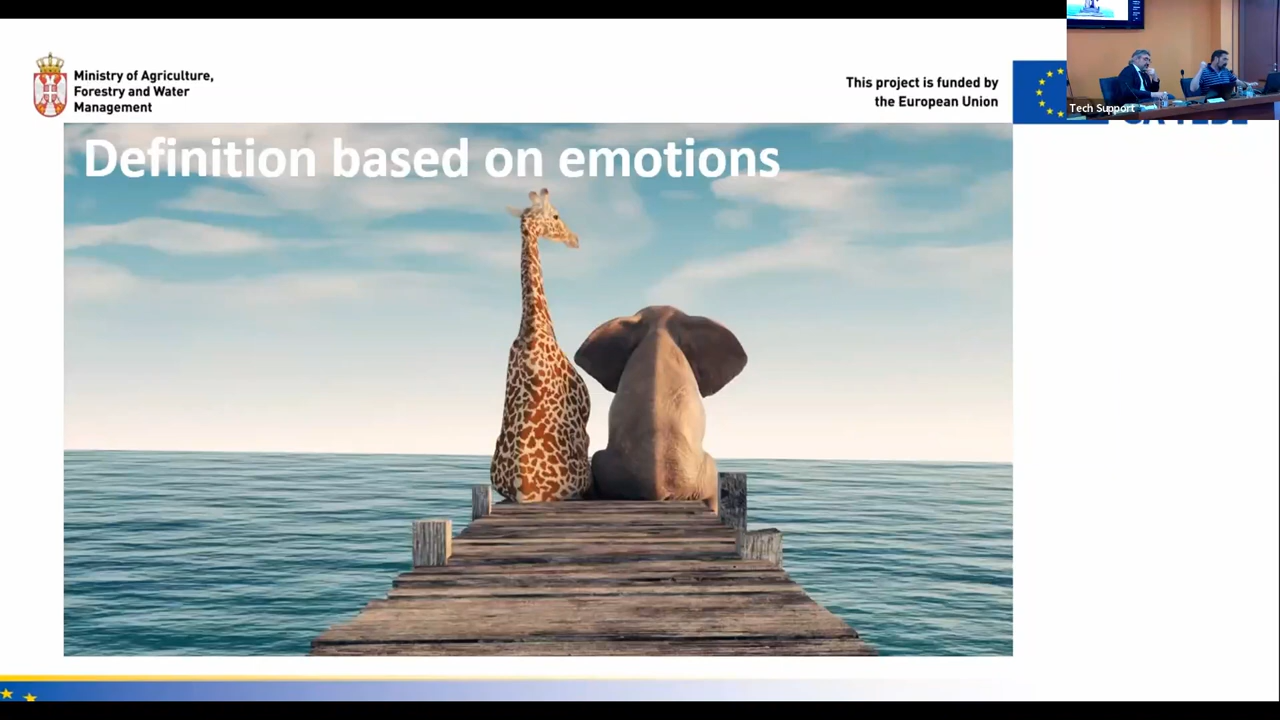 Ministry of Agriculture,
Forestry and Water
Management
This project is funded by
the European Union
Tech Support
Definition based on emotions